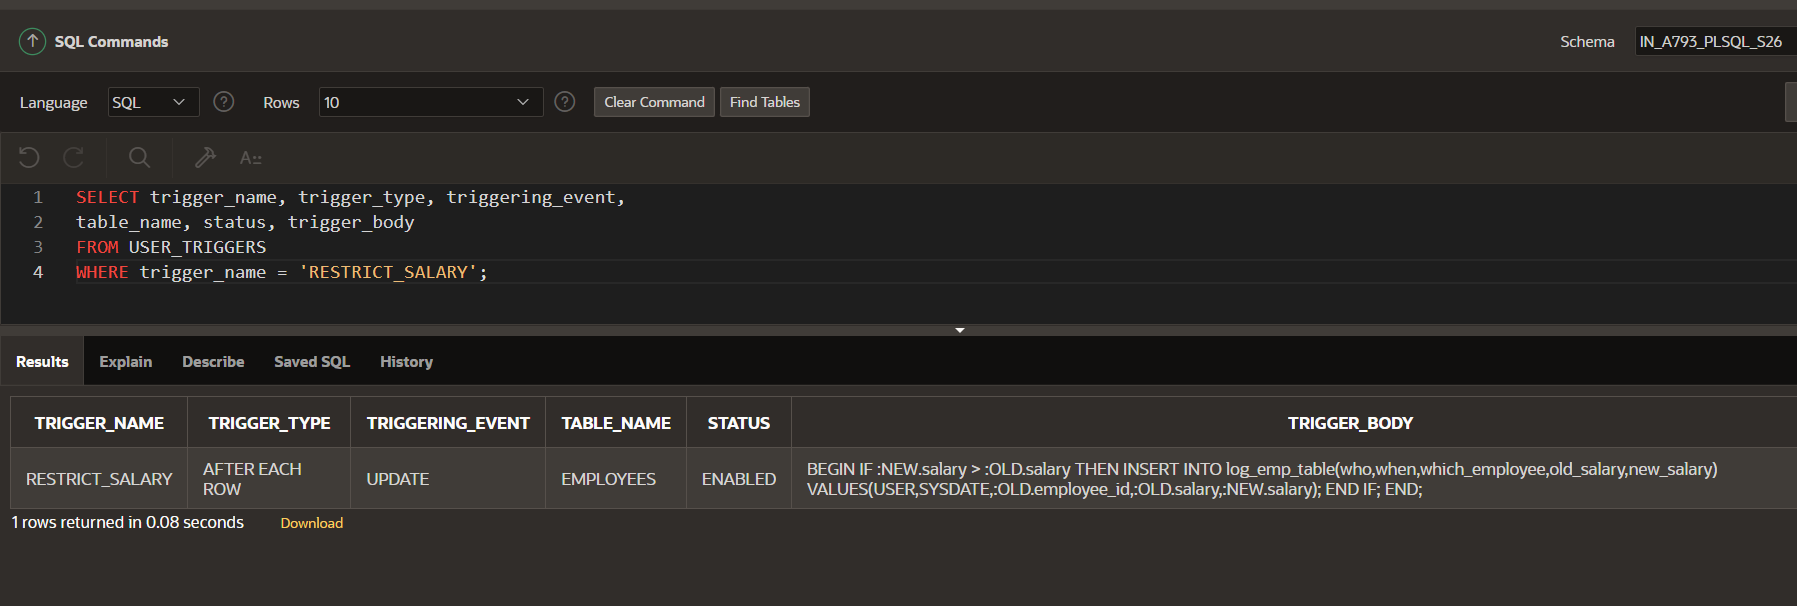 SQL Commands
Schema IN_A793_PLSQL_S26
Language SQL ? Rows 10 ? Clear Command Find Tables
A::
1 SELECT trigger_name, trigger_type, triggering_event,
2 table_name, status, trigger_body
3 FROM USER_TRIGGERS
4 WHERE trigger_name = 'RESTRICT_SALARY';
Results Explain Describe Saved SQL History
TRIGGER_NAME TRIGGER_TYPE TRIGGERING_EVENT TABLE_NAME STATUS TRIGGER_BODY
RESTRICT_SALARY
AFTER EACH
ROW
UPDATE
EMPLOYEES
ENABLED
BEGIN IF :NEW.salary > :OLD.salary THEN INSERT INTO log_emp_table(who,when,which_employee,old_salary,new_salary)
VALUES(USER,SYSDATE,:OLD.employee_id,:OLD.salary,:NEW.salary); END IF; END;
1 rows returned in 0.08 seconds Download